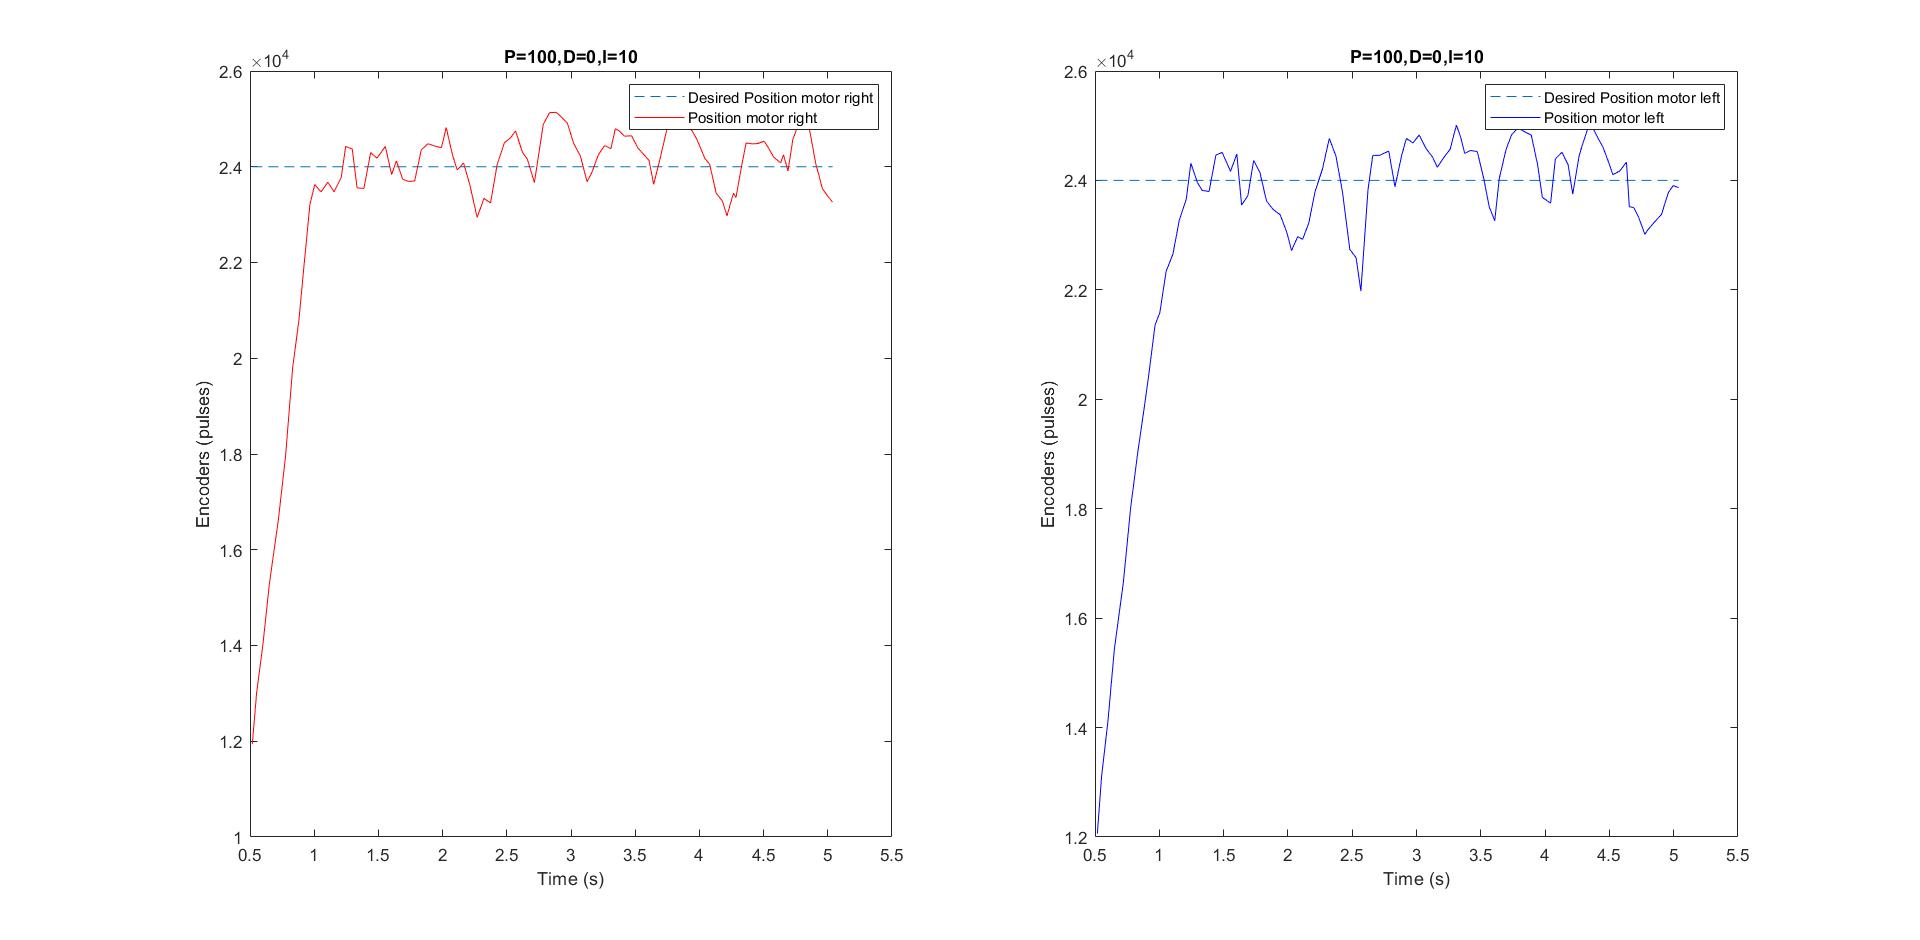 P=100,D=0,I=10
×10⁴
2.6
2.4
2.2
2
1.8
1.6
1.4
1.2
1
0.5 1 1.5 2 2.5 3 3.5 4 4.5 5 5.5
Encoders (pulses)
Time (s)
Desired Position motor right
Position motor right
P=100,D=0,I=10
×10⁴
2.6
2.4
2.2
2
1.8
1.6
1.4
1.2
0.5 1 1.5 2 2.5 3 3.5 4 4.5 5 5.5
Encoders (pulses)
Time (s)
Desired Position motor left
Position motor left